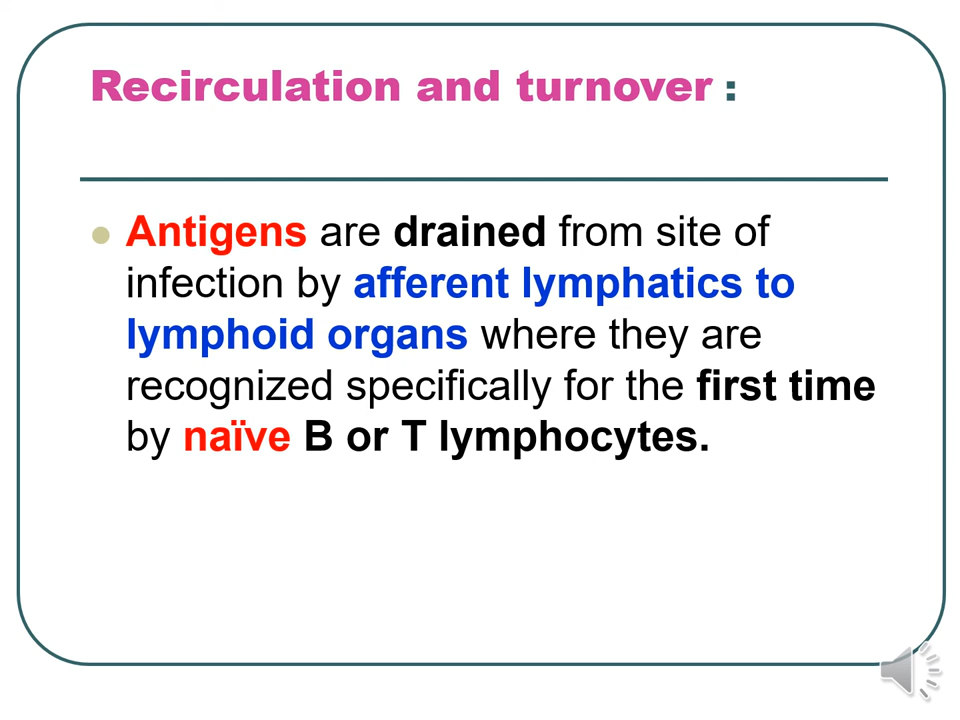 Recirculation and turnover :
Antigens are drained from site of
infection by afferent lymphatics to
lymphoid organs where they are
recognized specifically for the first time
by naïve B or T lymphocytes.